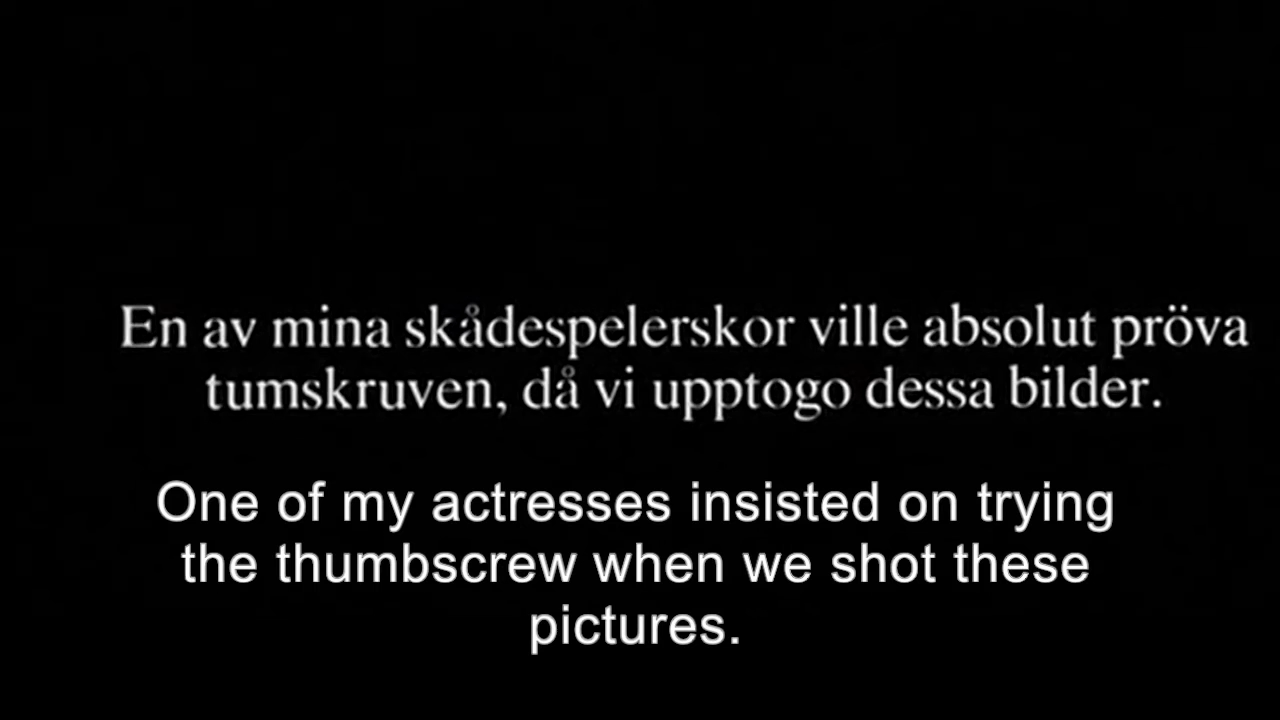 En av mina skådespelerskor ville absolut pröva
tumskruven, då vi upptogo dessa bilder.
One of my actresses insisted on trying
the thumbscrew when we shot these
pictures.